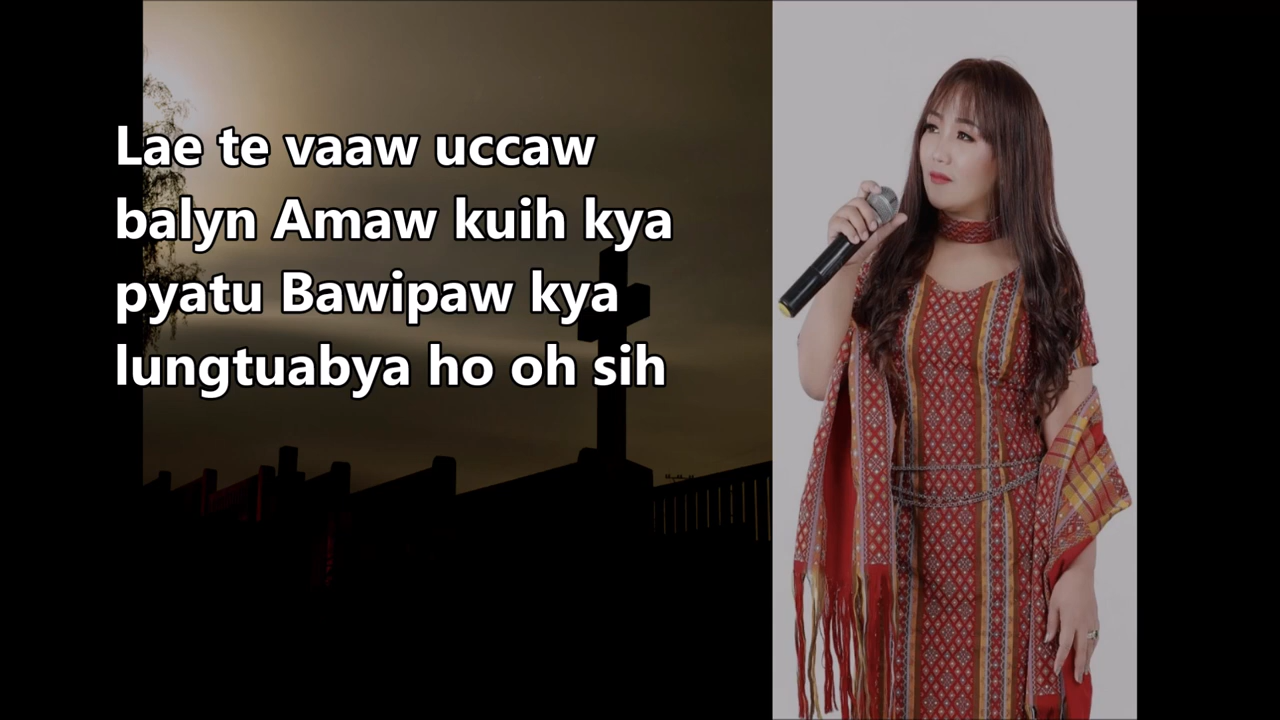 Lae te vaaw uccaw
balyn Amaw kuih kya
pyatu Bawipaw kya
lungtuabya ho oh sih